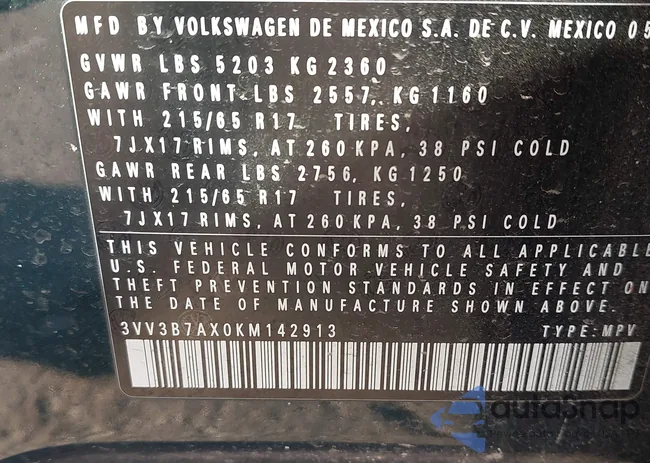 MFD BY VOLKSWAGEN DE MEXICO S.A. DE C.V. MEXICO 05
GVWR LBS 5203 KG 2360
GAWR FRONT LBS 2557, KG 1160
WITH 215/65 R17 TIRES,
7JX17 RIMS, AT 260 KPA, 38 PSI COLD
GAWR REAR LBS 2756, KG 1250
WITH 215/65 R17 TIRES,
7JX17 RIMS, AT 260 KPA, 38 PSI COLD
THIS VEHICLE CONFORMS TO ALL APPLICABLE
U.S. FEDERAL MOTOR VEHICLE SAFETY AND
THEFT PREVENTION STANDARDS IN EFFECT ON
THE DATE OF MANUFACTURE SHOWN ABOVE.
3VV3B7AX0KM142913 TYPE: MPV
autosnap